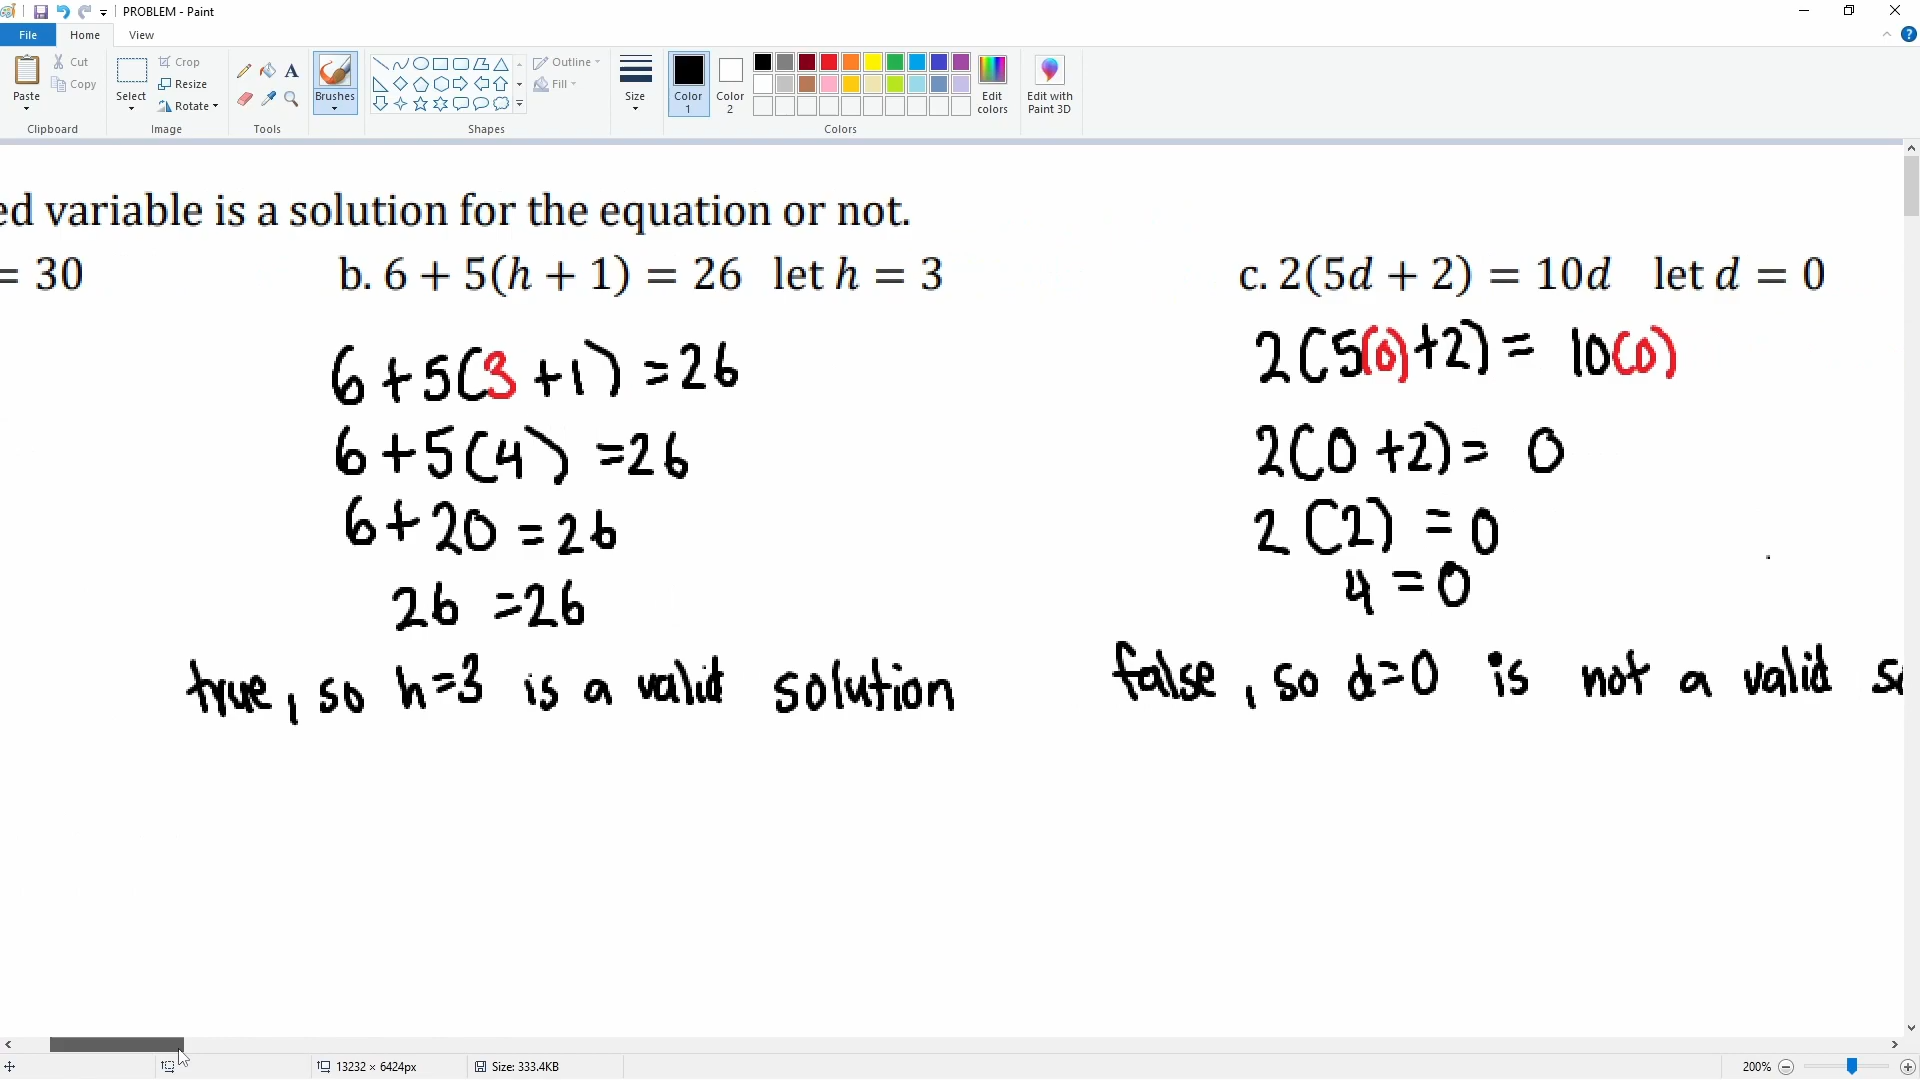 PROBLEM - Paint
File Home View
Paste Cut Copy Clipboard
Select Crop Resize Rotate Image
Tools
Brushes
Shapes Outline Fill
Size
Color 1 Color 2 Edit colors Colors
Edit with Paint 3D
ed variable is a solution for the equation or not.
= 30
b. 6 + 5(h + 1) = 26 let h = 3
6 + 5(3 + 1) = 26
6 + 5(4) = 26
6 + 20 = 26
26 = 26
true, so h=3 is a valid solution
c. 2(5d + 2) = 10d let d = 0
2(5(0)+2) = 10(0)
2(0+2) = 0
2(2) = 0
4 = 0
false, so d=0 is not a valid so
13232 × 6424px Size: 333.4KB 200%